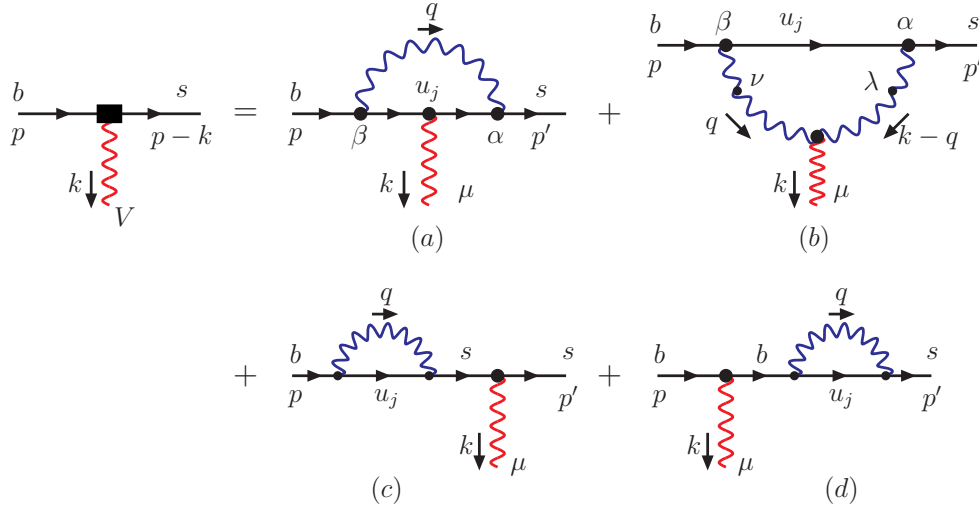 q
b β u_j α s
p p′
b s
p p − k
=
b u_j s
p β α p′
+
ν λ
q k − q
k
V
k μ
k μ
(a)
(b)
q
q
+
b s s
p u_j p′
+
b b s
p u_j p′
k μ
k μ
(c)
(d)